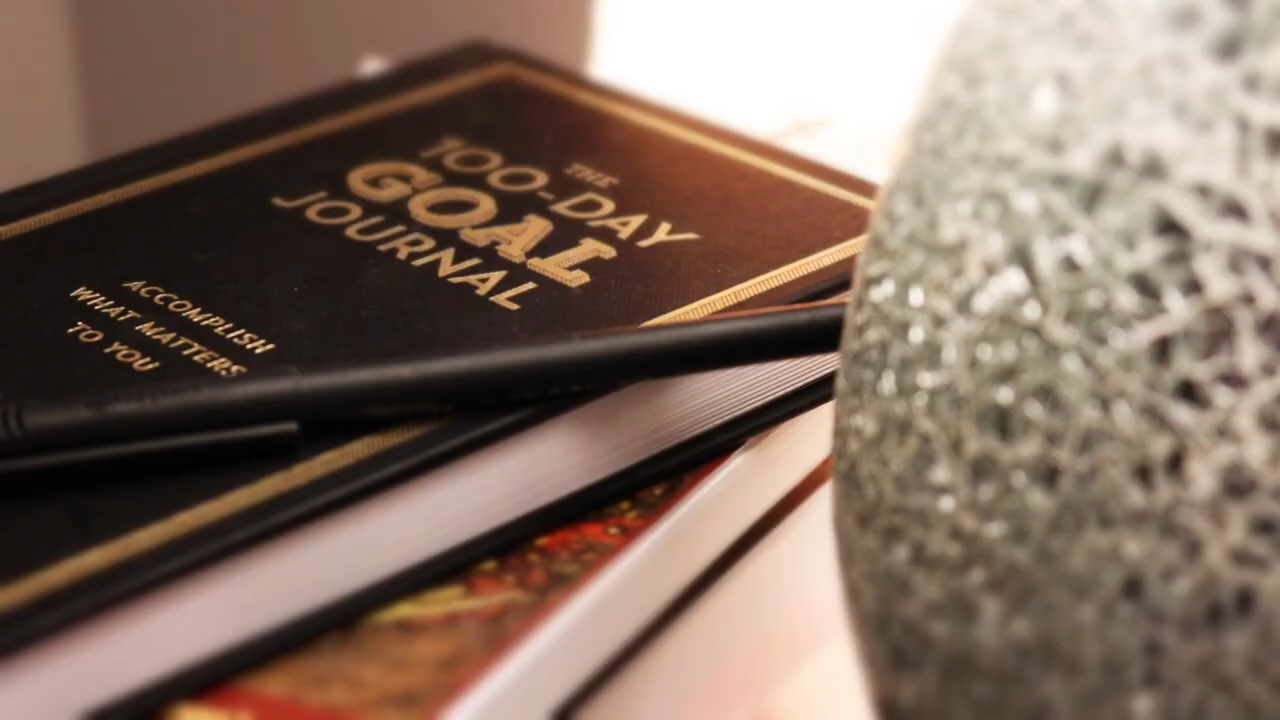 THE
100-DAY
GOAL
JOURNAL
ACCOMPLISH
WHAT MATTERS
TO YOU